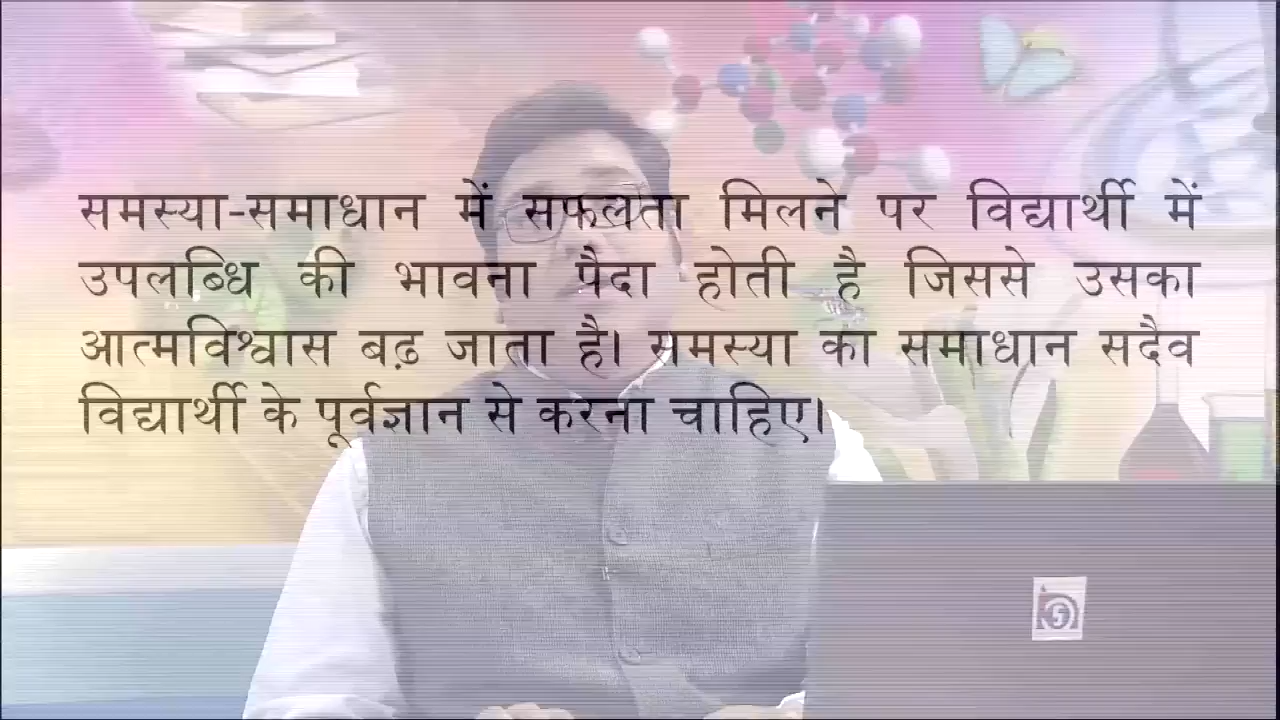 समस्या-समाधान में सफलता मिलने पर विद्यार्थी में
उपलब्धि की भावना पैदा होती है जिससे उसका
आत्मविश्वास बढ़ जाता है। समस्या का समाधान सदैव
विद्यार्थी के पूर्वज्ञान से करना चाहिए।